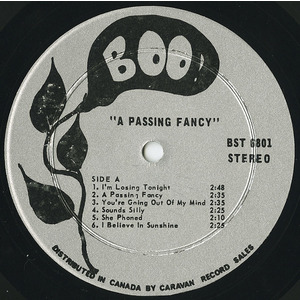 BOO!
"A PASSING FANCY"
BST 6801
STEREO
SIDE A
1. I'm Losing Tonight 2:48
2. A Passing Fancy 2:35
3. You're Going Out Of My Mind 2:38
4. Sounds Silly 2:25
5. She Phoned 2:10
6. I Believe In Sunshine 2:25
DISTRIBUTED IN CANADA BY CARAVAN RECORD SALES